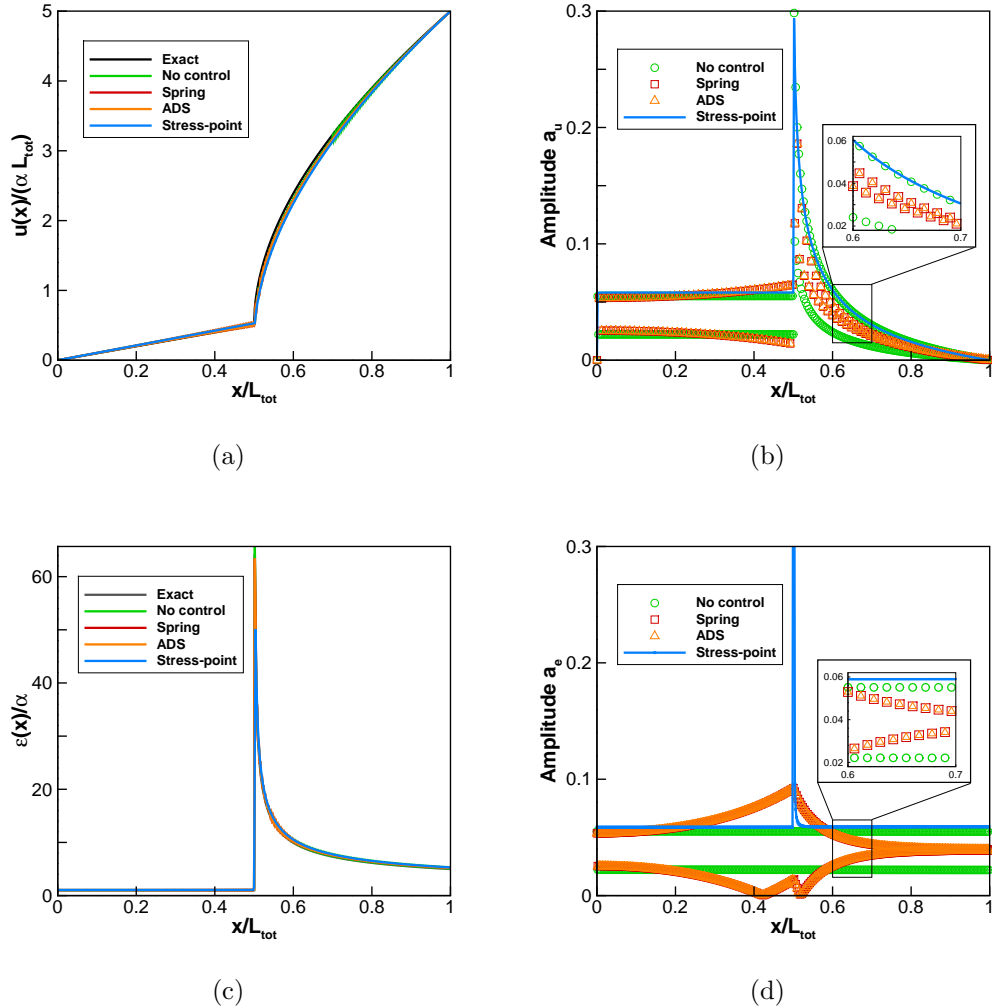 5
4
3
2
1
0
0
0.2
0.4
0.6
0.8
1
u(x)/(α L_tot)
x/L_tot
Exact
No control
Spring
ADS
Stress-point
(a)
0.3
0.2
0.1
0
0
0.2
0.4
0.6
0.8
1
Amplitude a_u
x/L_tot
No control
Spring
ADS
Stress-point
0.06
0.04
0.02
0.6
0.7
(b)
60
40
20
0
0
0.2
0.4
0.6
0.8
1
ε(x)/α
x/L_tot
Exact
No control
Spring
ADS
Stress-point
(c)
0.3
0.2
0.1
0
0
0.2
0.4
0.6
0.8
1
Amplitude a_e
x/L_tot
No control
Spring
ADS
Stress-point
0.06
0.04
0.02
0.6
0.7
(d)